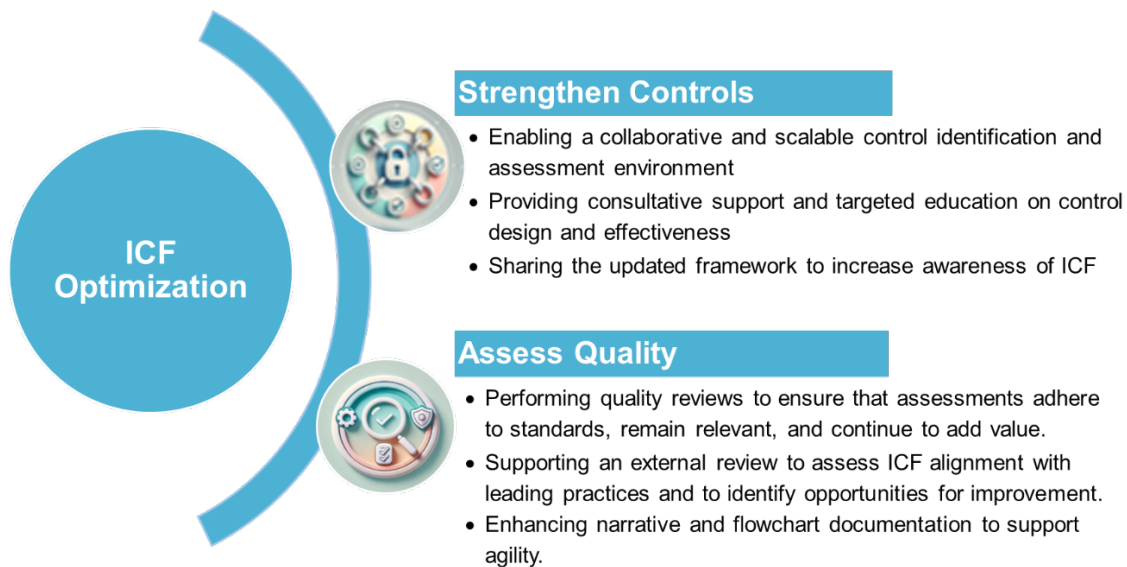 ICF
Optimization
Strengthen Controls
• Enabling a collaborative and scalable control identification and
assessment environment
• Providing consultative support and targeted education on control
design and effectiveness
• Sharing the updated framework to increase awareness of ICF
Assess Quality
• Performing quality reviews to ensure that assessments adhere
to standards, remain relevant, and continue to add value.
• Supporting an external review to assess ICF alignment with
leading practices and to identify opportunities for improvement.
• Enhancing narrative and flowchart documentation to support
agility.